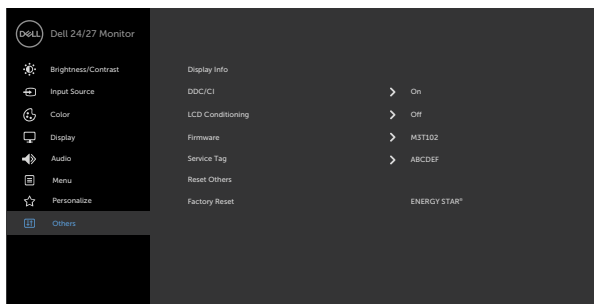 DELL Dell 24/27 Monitor
Brightness/Contrast Display Info
Input Source DDC/CI On
Color LCD Conditioning Off
Display Firmware M3T102
Audio Service Tag ABCDEF
Menu Reset Others
Personalize Factory Reset ENERGY STAR®
Others